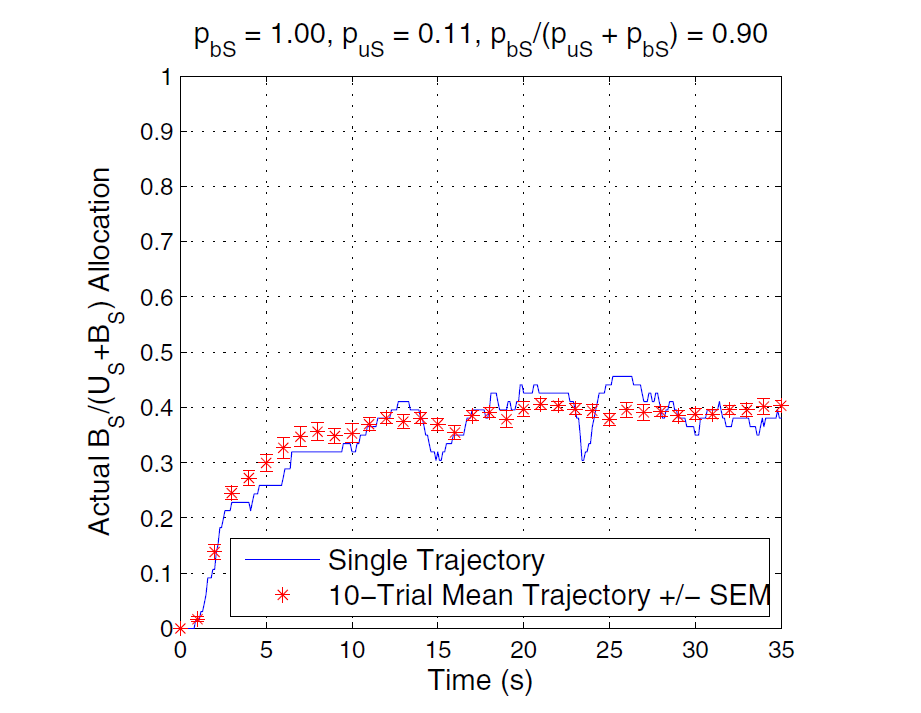 p_bS = 1.00, p_uS = 0.11, p_bS/(p_uS + p_bS) = 0.90
1
0.9
0.8
0.7
0.6
0.5
0.4
0.3
0.2
0.1
0
Actual B_S/(U_S+B_S) Allocation
Single Trajectory
10−Trial Mean Trajectory +/− SEM
0 5 10 15 20 25 30 35
Time (s)